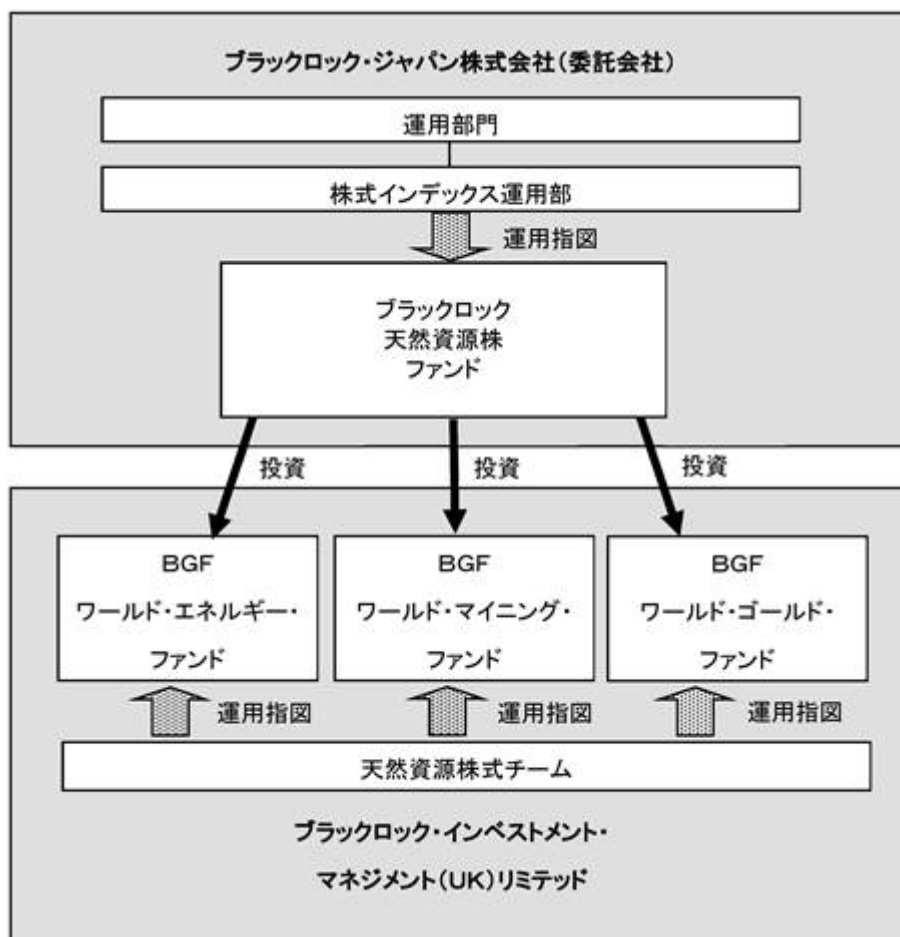 ブラックロック・ジャパン株式会社(委託会社)
運用部門
株式インデックス運用部
運用指図
ブラックロック
天然資源株
ファンド
投資
投資
投資
BGF
ワールド・エネルギー・
ファンド
BGF
ワールド・マイニング・
ファンド
BGF
ワールド・ゴールド・
ファンド
運用指図
運用指図
運用指図
天然資源株式チーム
ブラックロック・インベストメント・
マネジメント(UK)リミテッド